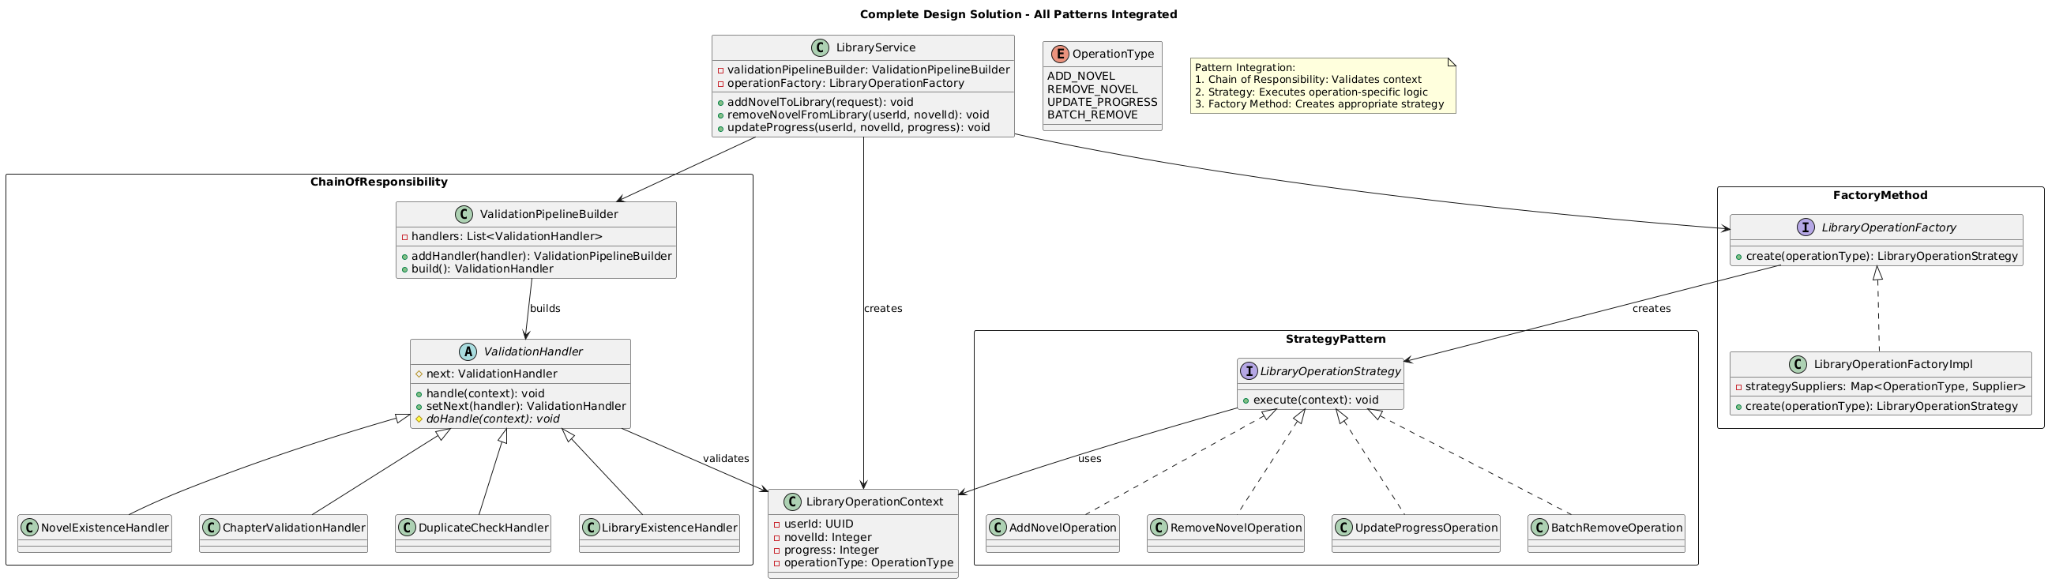 Complete Design Solution - All Patterns Integrated
C LibraryService
validationPipelineBuilder: ValidationPipelineBuilder
operationFactory: LibraryOperationFactory
addNovelToLibrary(request): void
removeNovelFromLibrary(userId, novelId): void
updateProgress(userId, novelId, progress): void
E OperationType
ADD_NOVEL
REMOVE_NOVEL
UPDATE_PROGRESS
BATCH_REMOVE
Pattern Integration:
1. Chain of Responsibility: Validates context
2. Strategy: Executes operation-specific logic
3. Factory Method: Creates appropriate strategy
ChainOfResponsibility
C ValidationPipelineBuilder
handlers: List<ValidationHandler>
addHandler(handler): ValidationPipelineBuilder
build(): ValidationHandler
builds
A ValidationHandler
next: ValidationHandler
handle(context): void
setNext(handler): ValidationHandler
doHandle(context): void
validates
C NovelExistenceHandler
C ChapterValidationHandler
C DuplicateCheckHandler
C LibraryExistenceHandler
creates
C LibraryOperationContext
userId: UUID
novelId: Integer
progress: Integer
operationType: OperationType
FactoryMethod
I LibraryOperationFactory
create(operationType): LibraryOperationStrategy
creates
C LibraryOperationFactoryImpl
strategySuppliers: Map<OperationType, Supplier>
create(operationType): LibraryOperationStrategy
StrategyPattern
I LibraryOperationStrategy
execute(context): void
uses
C AddNovelOperation
C RemoveNovelOperation
C UpdateProgressOperation
C BatchRemoveOperation